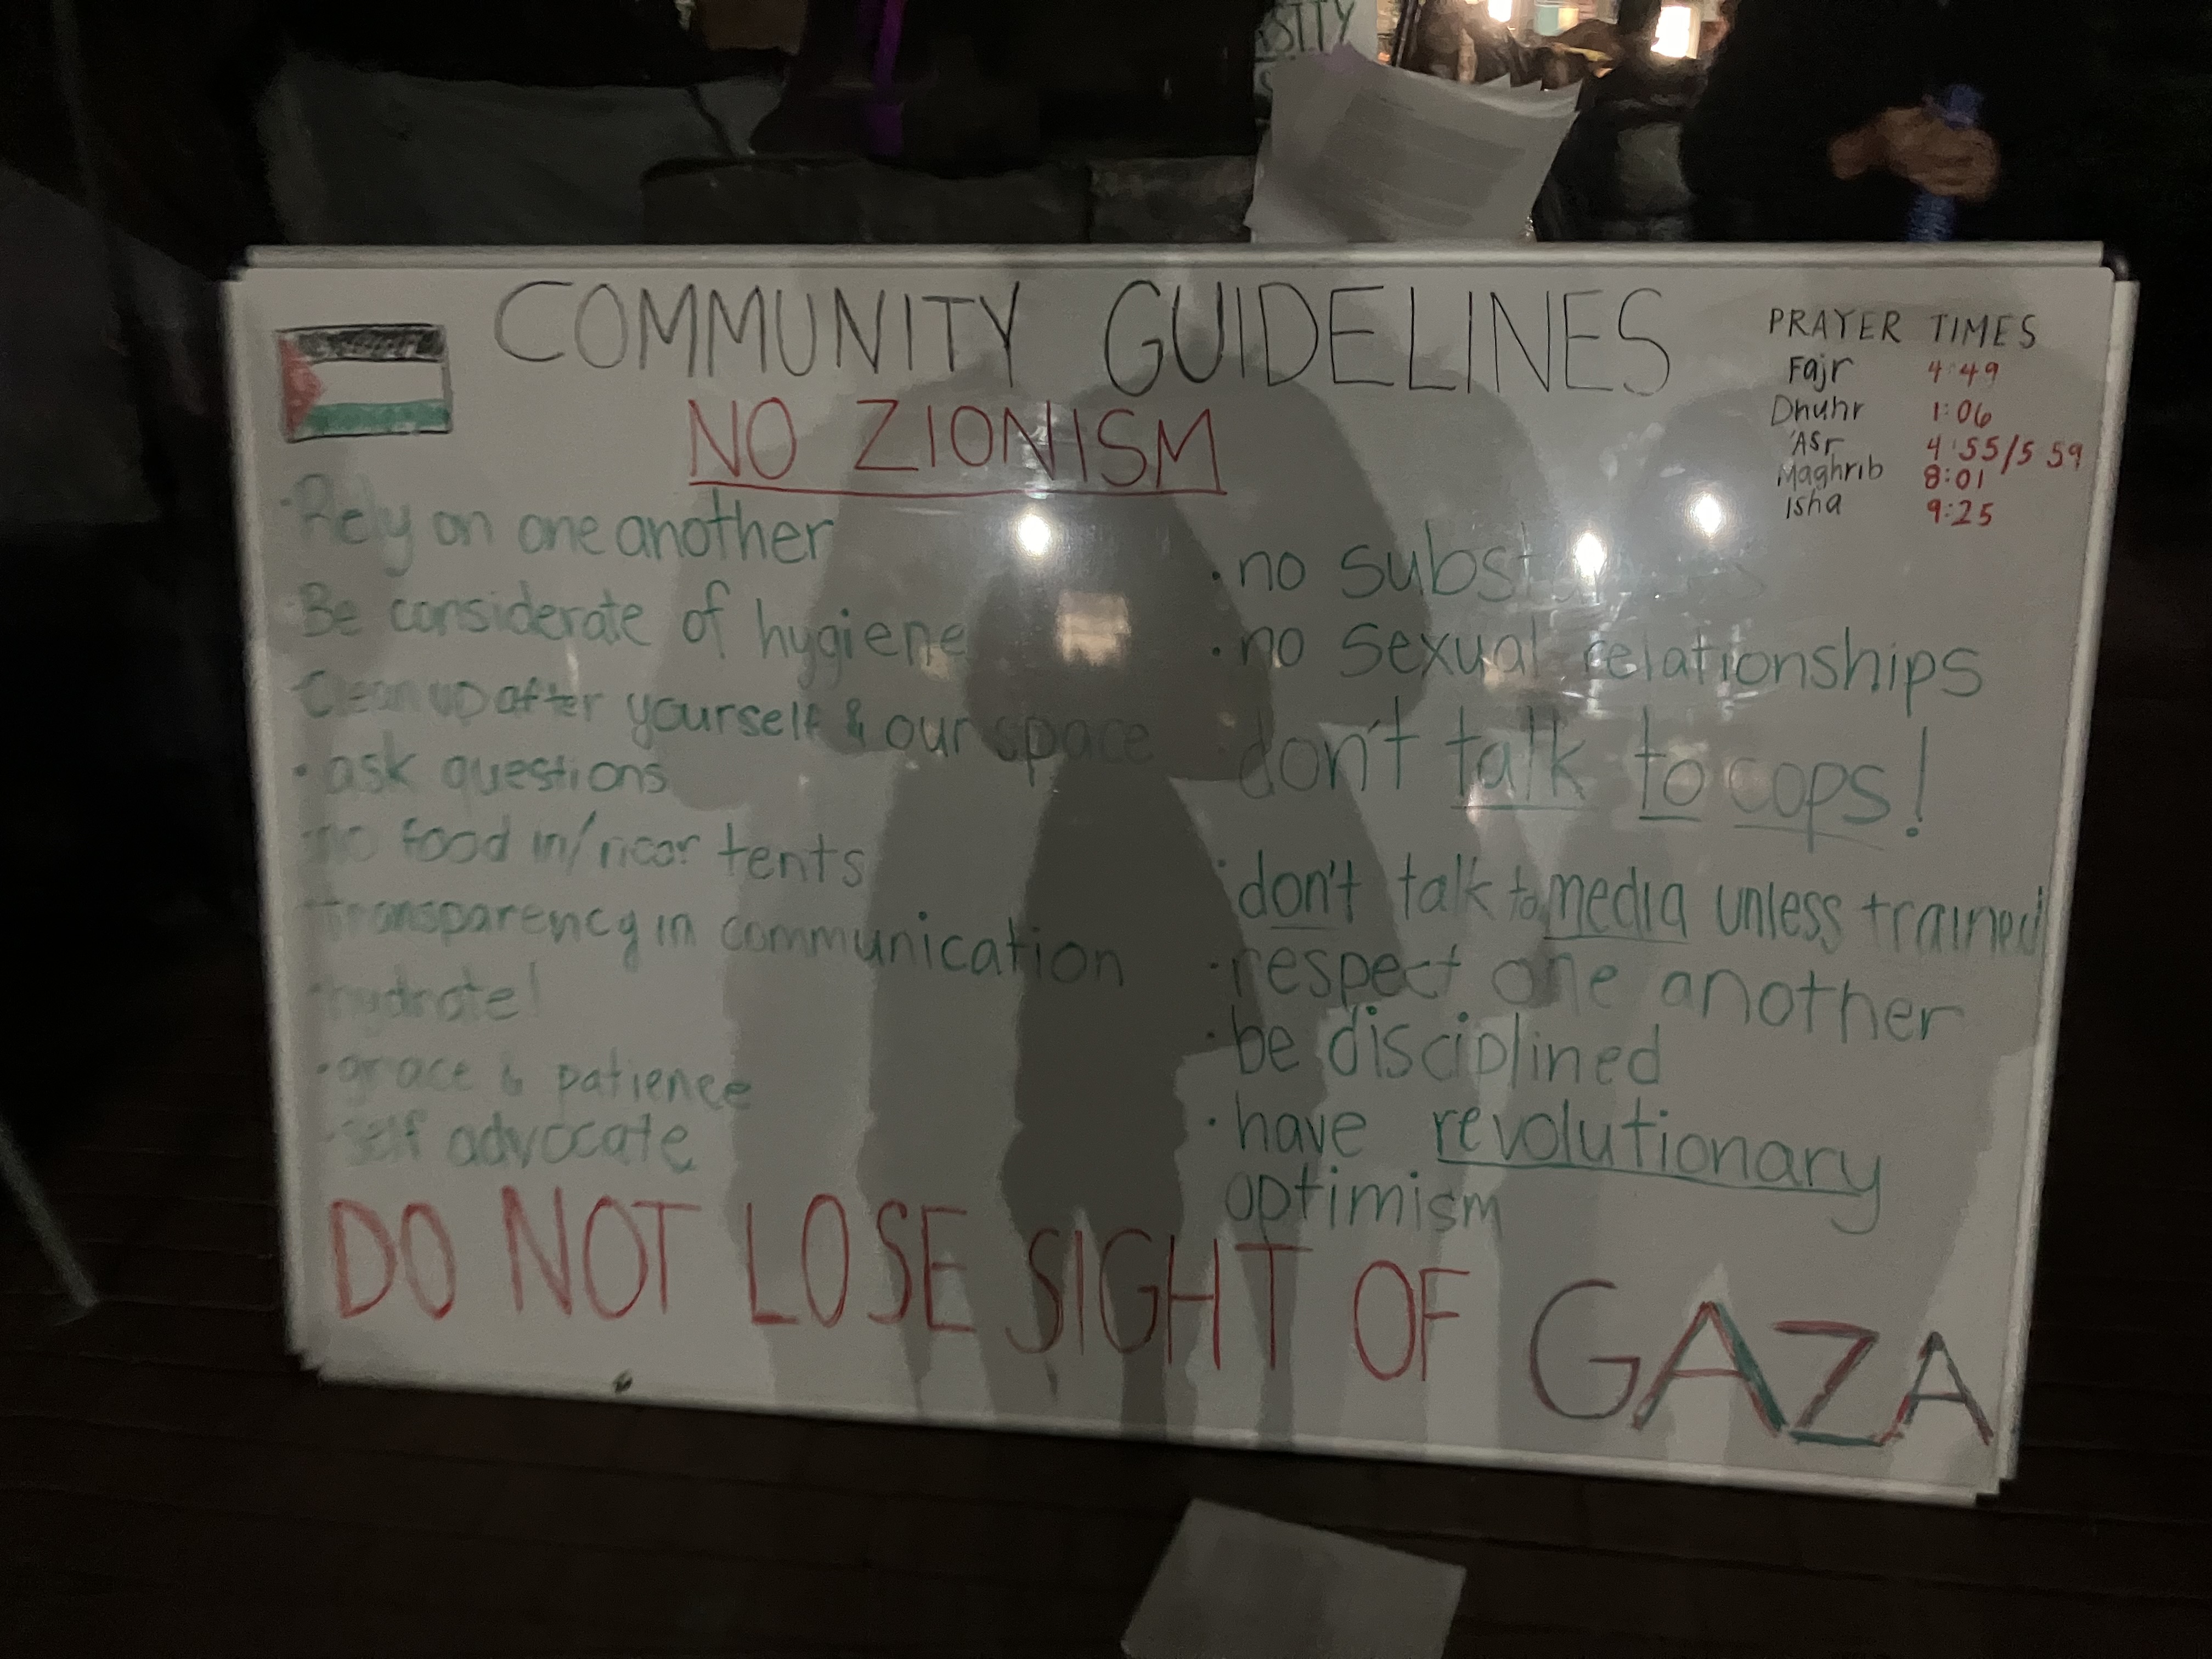 SITY
COMMUNITY GUIDELINES
NO ZIONISM
PRAYER TIMES
Fajr 4:49
Dhuhr 1:06
'Asr 4:55/5 59
Maghrib 8:01
Isha 9:25
·Rely on one another
Be considerate of hygiene
Clean up after yourself & our space
· ask questions
no food in/near tents
transparency in communication
·hydrate!
·grace & patience
·self advocate
·no
·no sexual relationships
don't talk to cops!
·don't talk to media unless trained
·respect one another
·be disciplined
·have revolutionary
optimism
DO NOT LOSE SIGHT OF GAZA